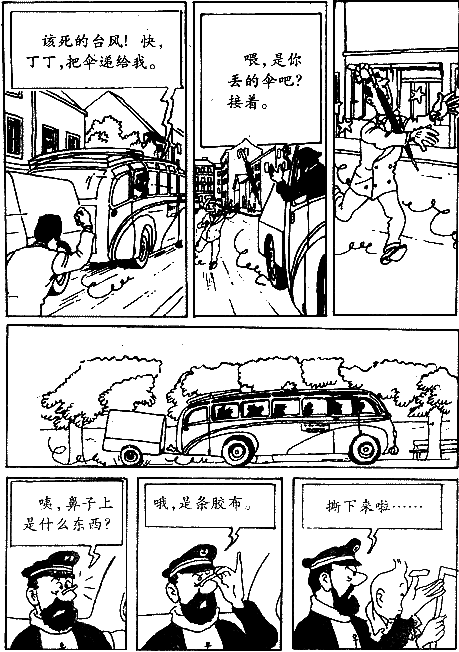 该死的台风！快，
丁丁，把伞递给我。
喂，是你
丢的伞吧？
接着。
咦，鼻子上
是什么东西？
哦，是条胶布。
撕下来啦……